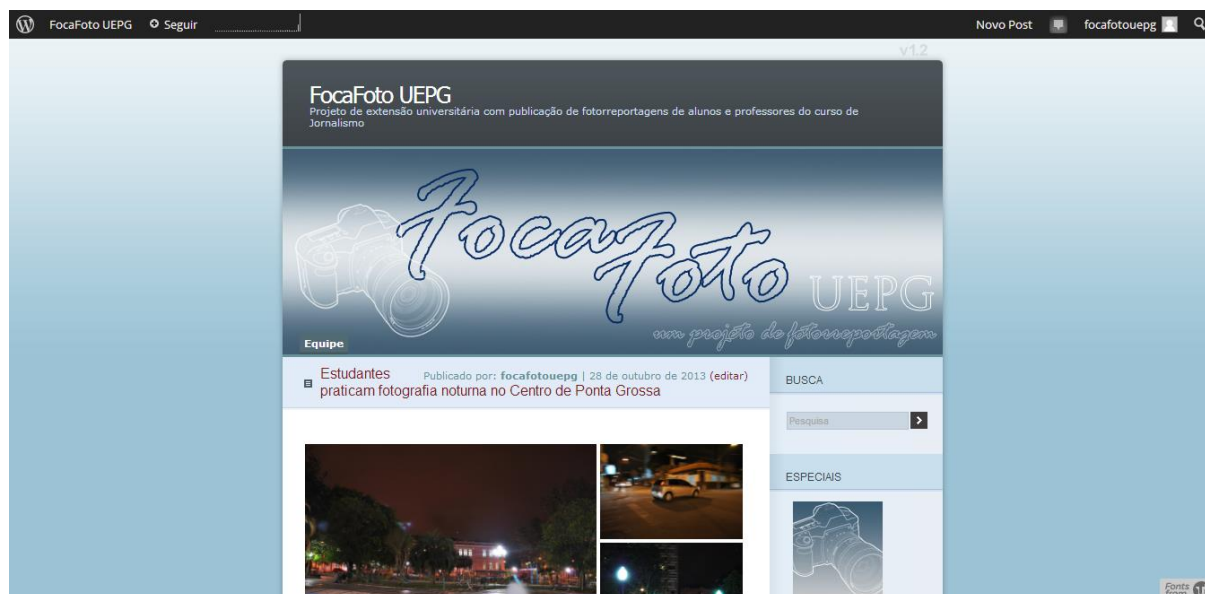 FocaFoto UEPG Seguir Novo Post focafotouepg
v1.2
FocaFoto UEPG
Projeto de extensão universitária com publicação de fotorreportagens de alunos e professores do curso de
Jornalismo
FocaFoto
UEPG
um projeto de fotorreportagem
Equipe
Estudantes Publicado por: focafotouepg | 28 de outubro de 2013 (editar)
praticam fotografia noturna no Centro de Ponta Grossa
BUSCA
Pesquisa
ESPECIAIS
Fonts
from